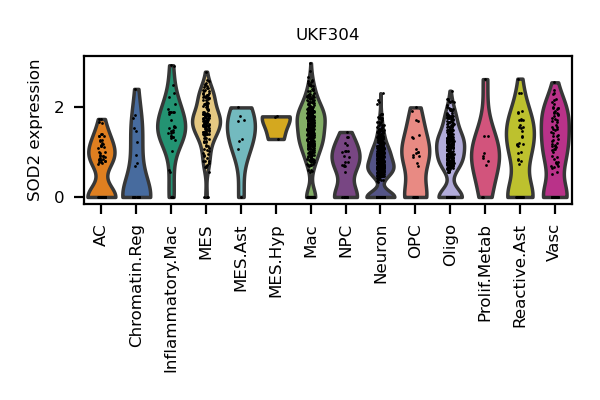 UKF304
SOD2 expression
2
0
AC
Chromatin.Reg
Inflammatory.Mac
MES
MES.Ast
MES.Hyp
Mac
NPC
Neuron
OPC
Oligo
Prolif.Metab
Reactive.Ast
Vasc